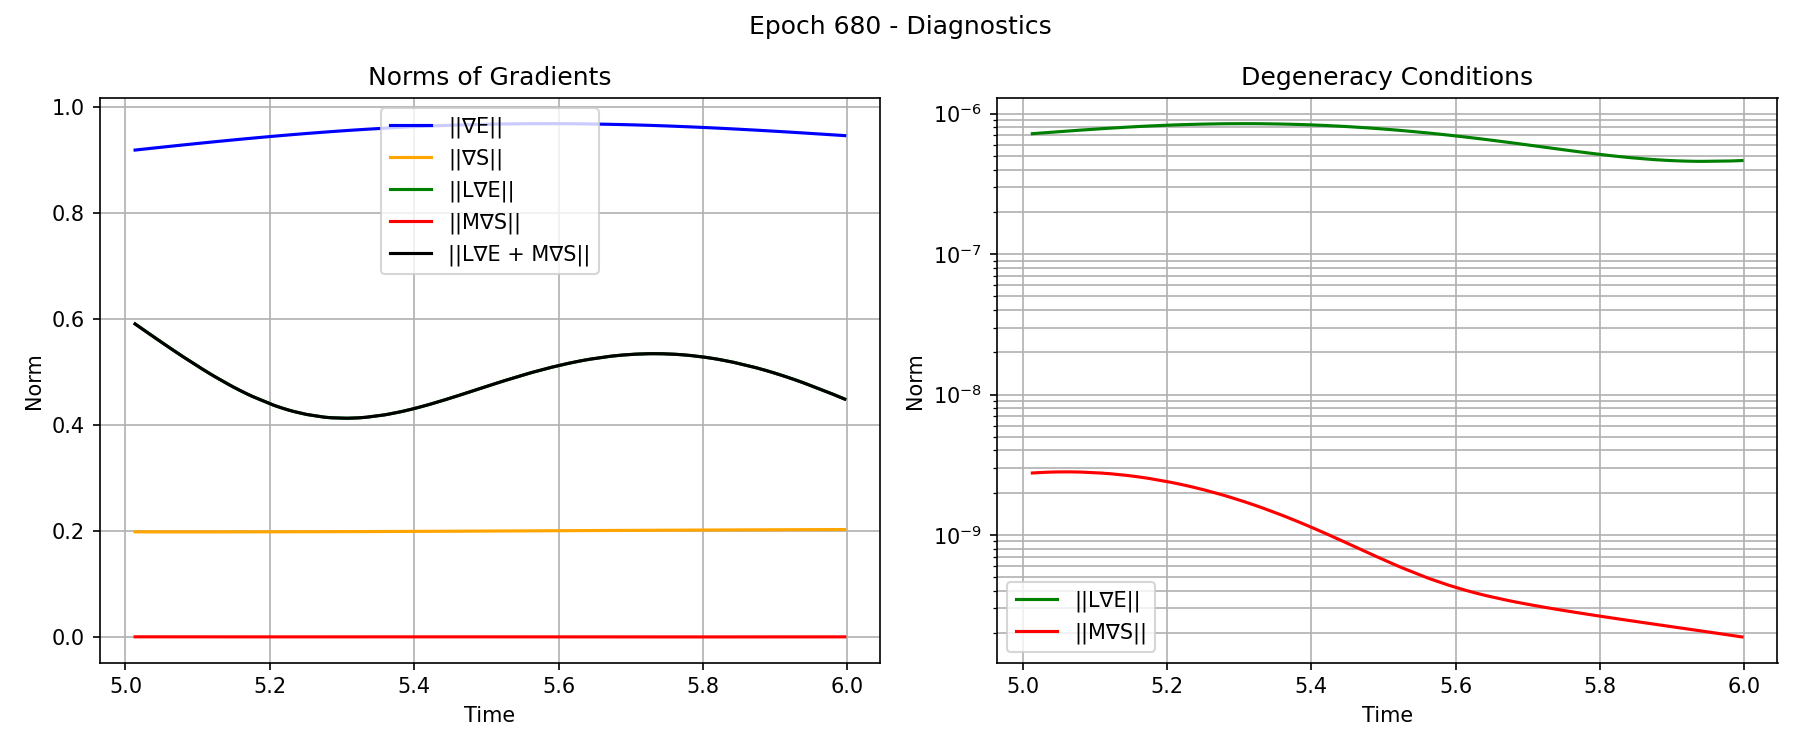 Epoch 680 - Diagnostics
Norms of Gradients
1.0
0.8
0.6
0.4
0.2
0.0
Norm
||∇E||
||∇S||
||L∇E||
||M∇S||
||L∇E + M∇S||
5.0 5.2 5.4 5.6 5.8 6.0
Time
Degeneracy Conditions
10⁻⁶
10⁻⁷
10⁻⁸
10⁻⁹
Norm
||L∇E||
||M∇S||
5.0 5.2 5.4 5.6 5.8 6.0
Time